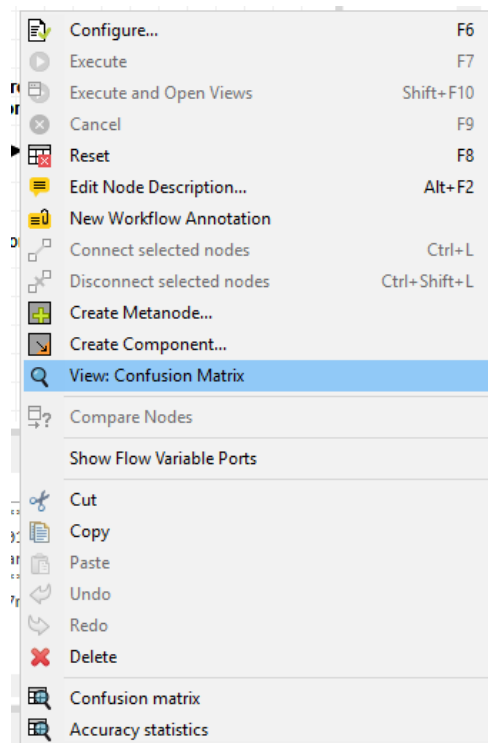 Configure... F6
Execute F7
Execute and Open Views Shift+F10
Cancel F9
Reset F8
Edit Node Description... Alt+F2
New Workflow Annotation
Connect selected nodes Ctrl+L
Disconnect selected nodes Ctrl+Shift+L
Create Metanode...
Create Component...
View: Confusion Matrix
Compare Nodes
Show Flow Variable Ports
Cut
Copy
Paste
Undo
Redo
Delete
Confusion matrix
Accuracy statistics